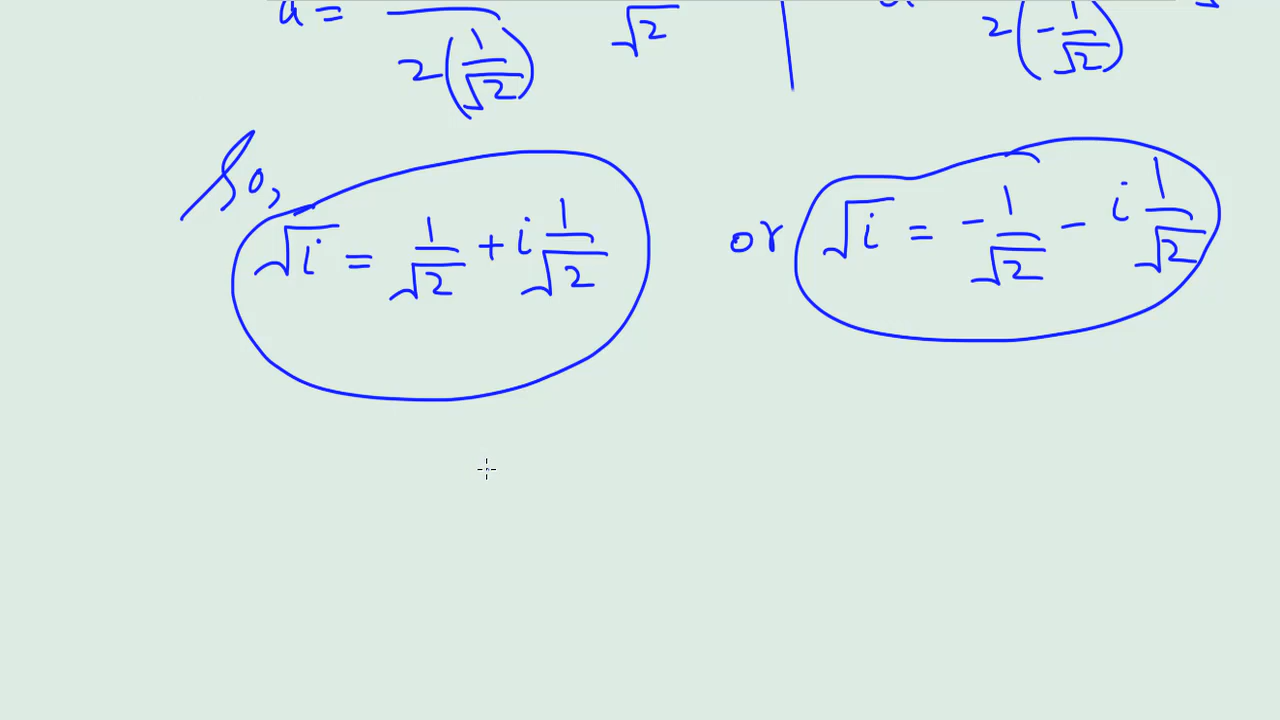 a = 2(1/√2) √2 2(-1/√2)
So,
√i = 1/√2 + i 1/√2 or √i = - 1/√2 - i 1/√2